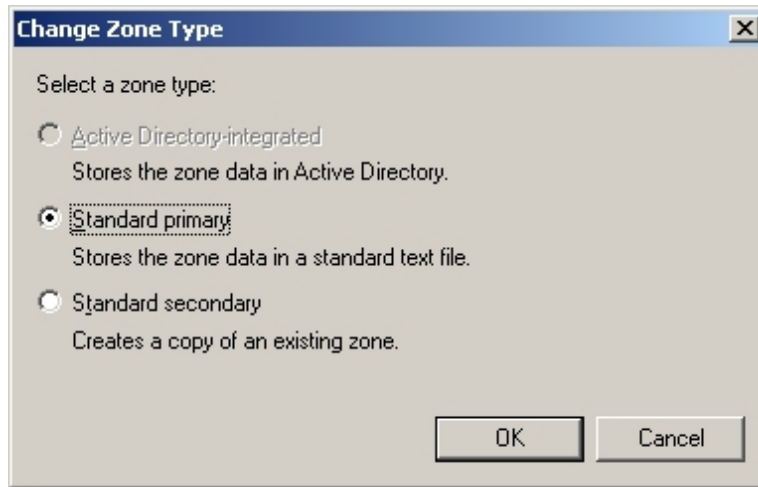 Change Zone Type
Select a zone type:
Active Directory-integrated
Stores the zone data in Active Directory.
Standard primary
Stores the zone data in a standard text file.
Standard secondary
Creates a copy of an existing zone.
OK Cancel